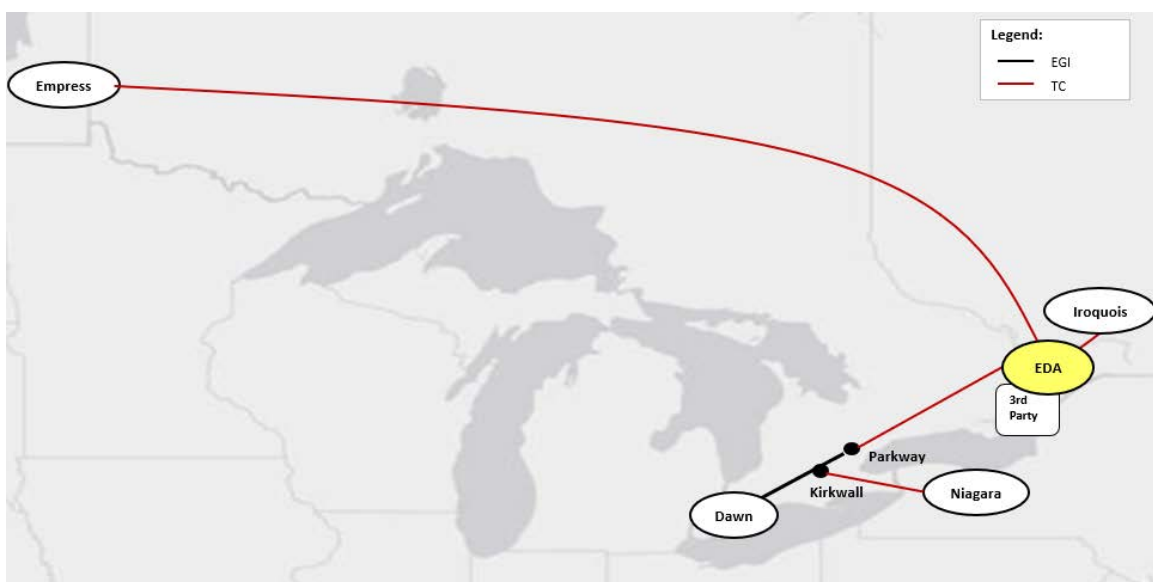 Legend:
EGI
TC
Empress
Iroquois
EDA
3rd
Party
Parkway
Kirkwall
Niagara
Dawn